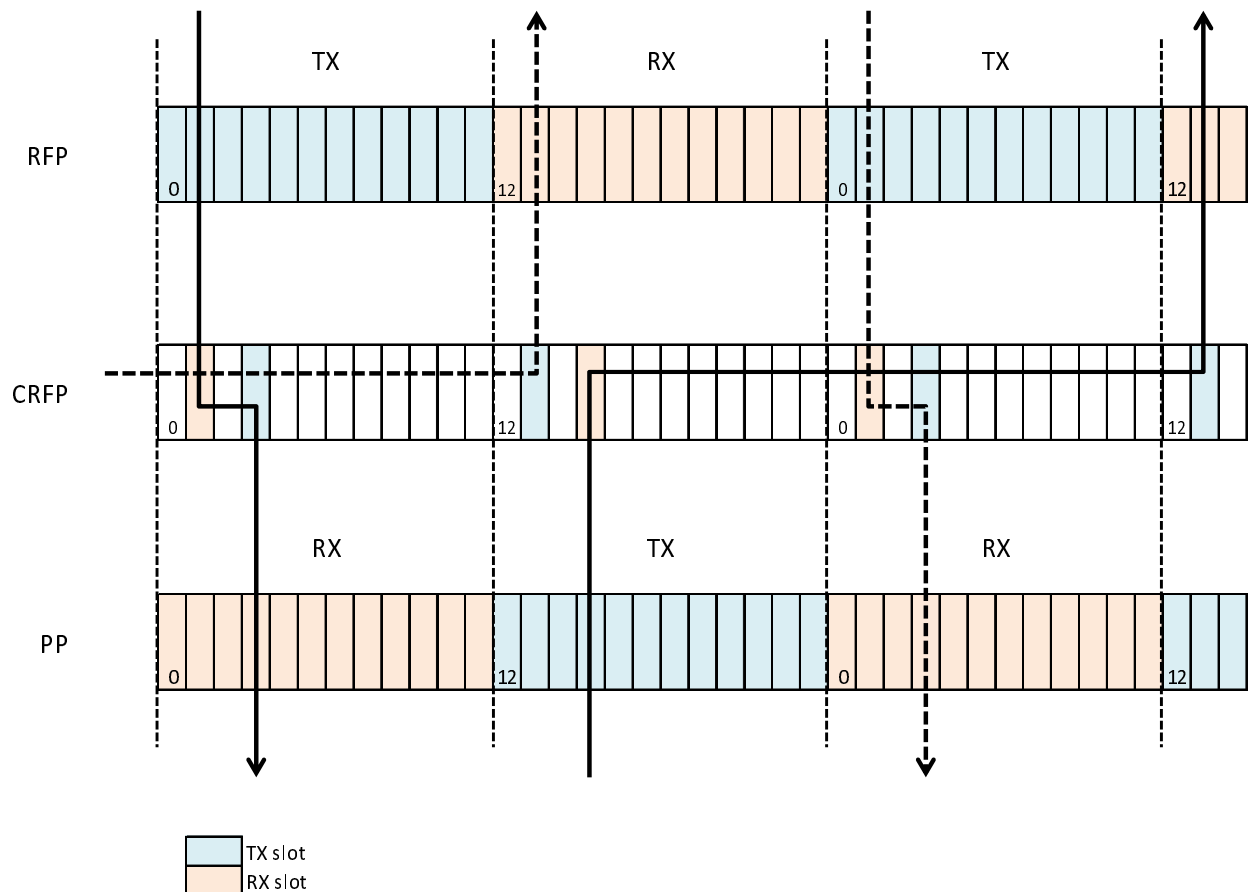 TX RX TX
RFP
0 12 0 12
CRFP
0 12 0 12
RX TX RX
PP
0 12 0 12
TX slot
RX slot